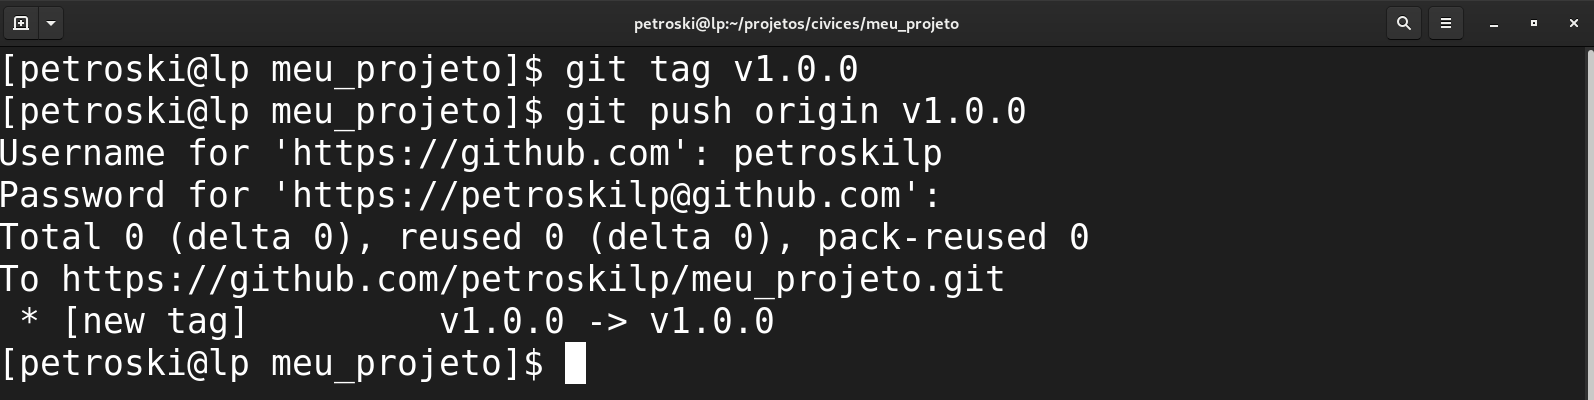 petroski@lp:~/projetos/civices/meu_projeto
[petroski@lp meu_projeto]$ git tag v1.0.0
[petroski@lp meu_projeto]$ git push origin v1.0.0
Username for 'https://github.com': petroskilp
Password for 'https://petroskilp@github.com':
Total 0 (delta 0), reused 0 (delta 0), pack-reused 0
To https://github.com/petroskilp/meu_projeto.git
 * [new tag]         v1.0.0 -> v1.0.0
[petroski@lp meu_projeto]$